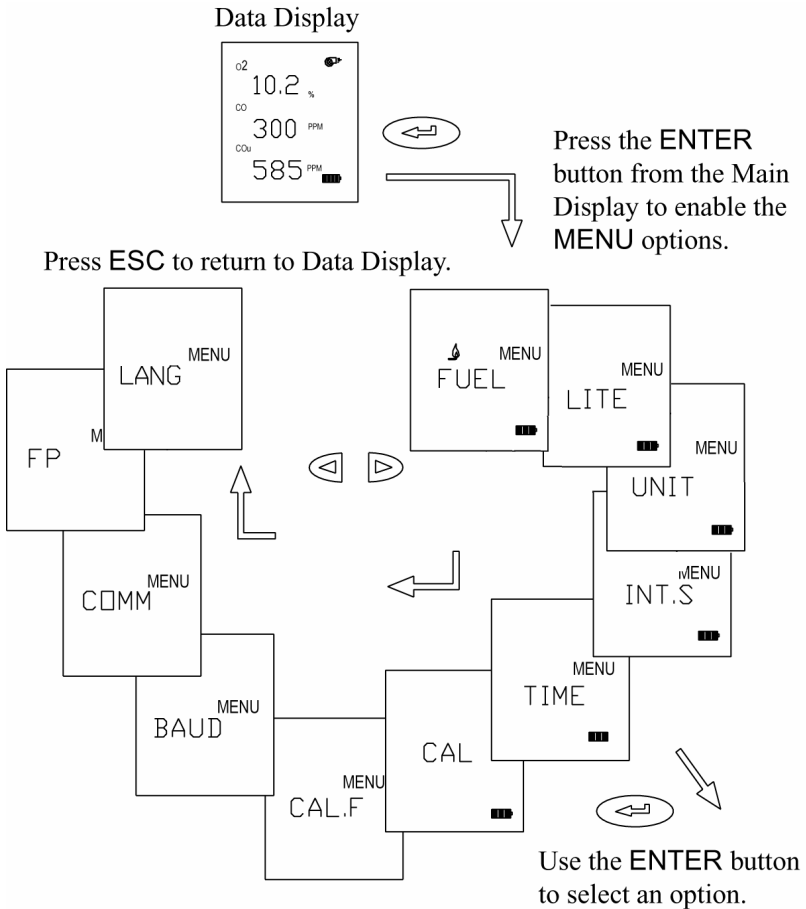 Data Display
O2
10.2 %
CO
300 PPM
COu
585 PPM
Press the ENTER
button from the Main
Display to enable the
MENU options.
Press ESC to return to Data Display.
MENU
FUEL
MENU
LITE
MENU
UNIT
MENU
INT.S
MENU
TIME
CAL
MENU
CAL.F
MENU
BAUD
MENU
COMM
M
FP
MENU
LANG
Use the ENTER button
to select an option.